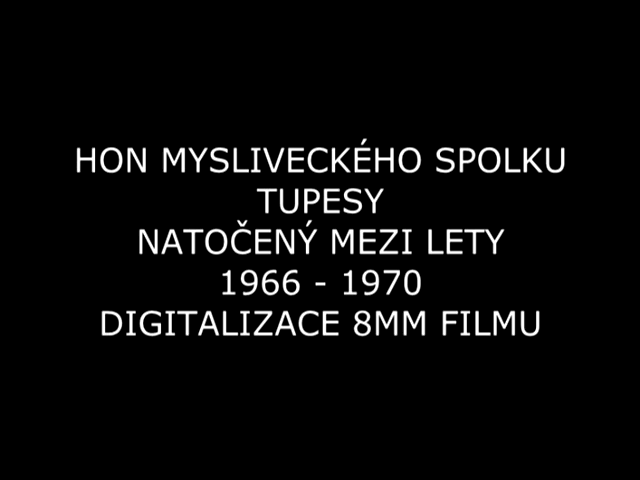 HON MYSLIVECKÉHO SPOLKU
TUPESY
NATOČENÝ MEZI LETY
1966 - 1970
DIGITALIZACE 8MM FILMU